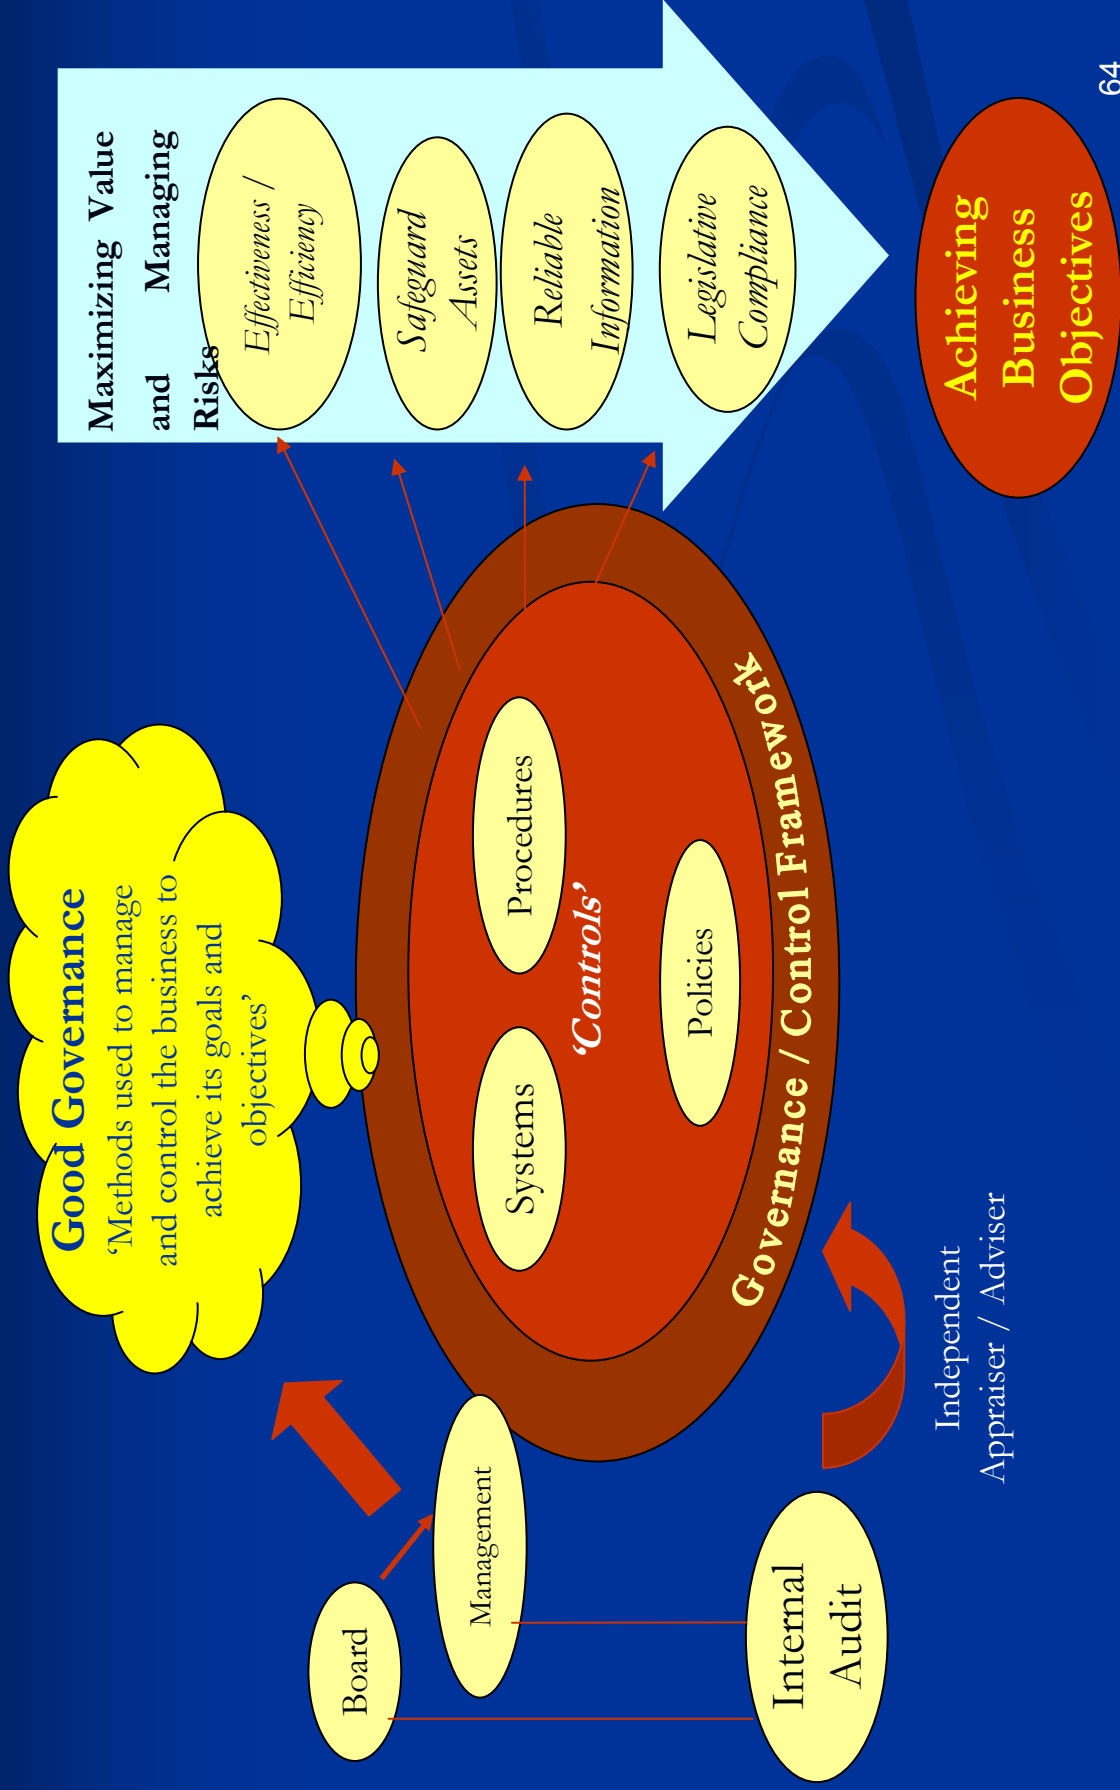 Good Governance
‘Methods used to manage
and control the business to
achieve its goals and
objectives’
Maximizing Value
and Managing
Risks
Effectiveness /
Efficiency
Safeguard
Assets
Reliable
Information
Legislative
Compliance
Board
Management
Systems
Procedures
‘Controls’
Policies
Governance / Control Framework
Internal
Audit
Independent
Appraiser / Adviser
Achieving
Business
Objectives
64